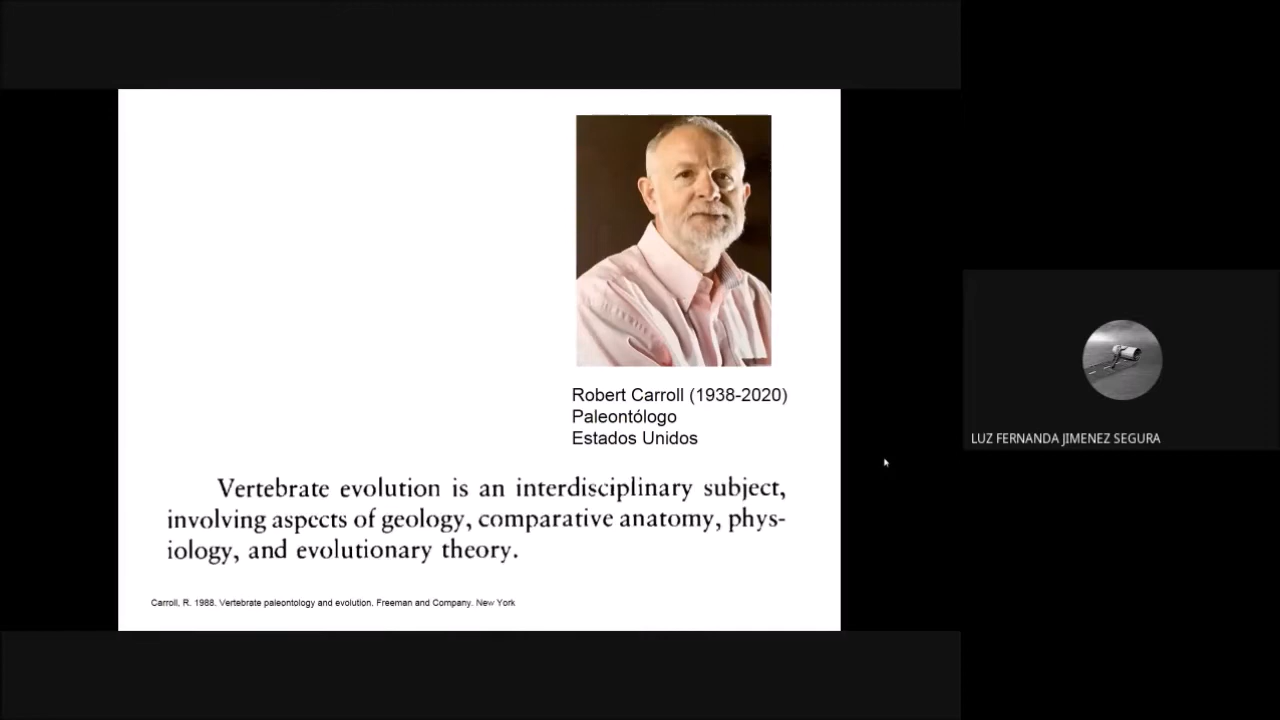 Robert Carroll (1938-2020)
Paleontólogo
Estados Unidos
Vertebrate evolution is an interdisciplinary subject,
involving aspects of geology, comparative anatomy, phys-
iology, and evolutionary theory.
Carroll, R. 1988. Vertebrate paleontology and evolution. Freeman and Company. New York
LUZ FERNANDA JIMENEZ SEGURA